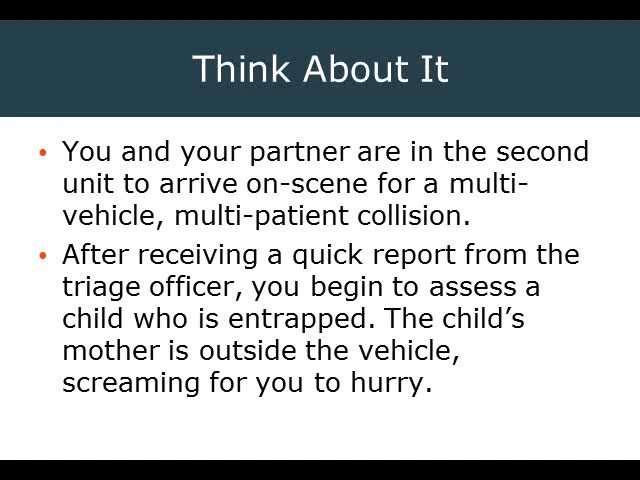 Think About It
• You and your partner are in the second
unit to arrive on-scene for a multi-
vehicle, multi-patient collision.
• After receiving a quick report from the
triage officer, you begin to assess a
child who is entrapped. The child’s
mother is outside the vehicle,
screaming for you to hurry.